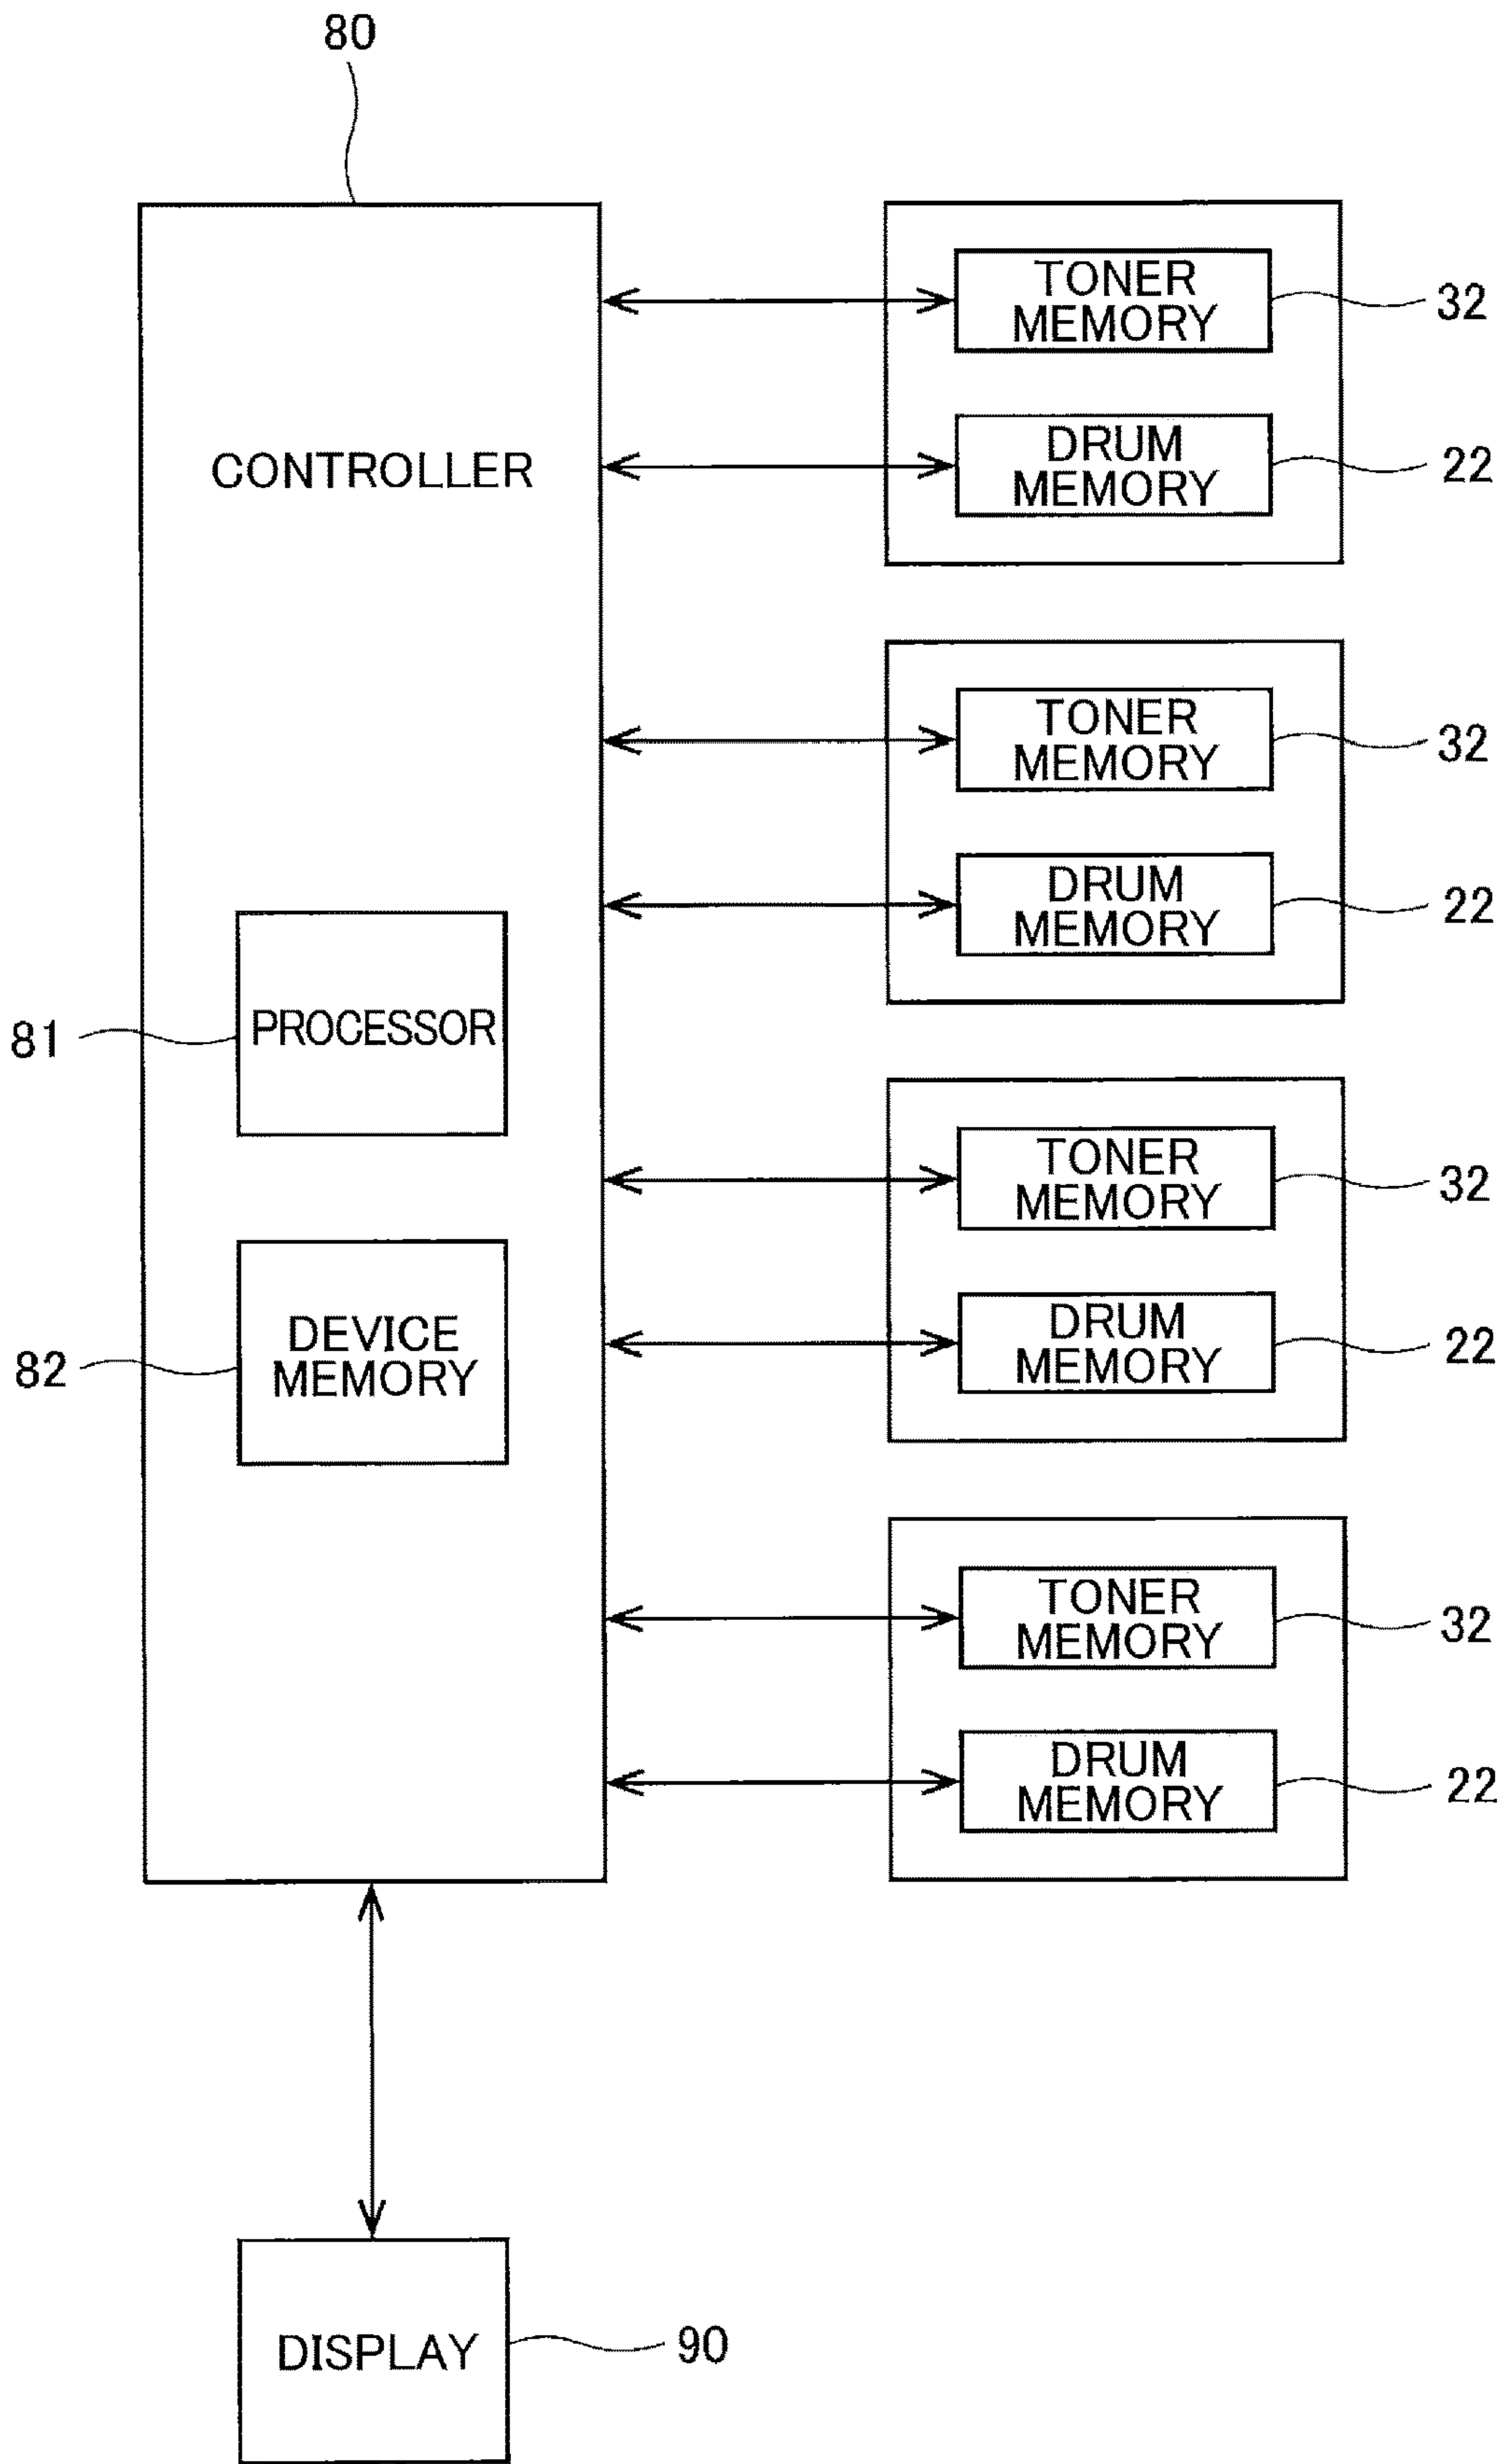 80
TONER
MEMORY
32
CONTROLLER
DRUM
MEMORY
22
TONER
MEMORY
32
DRUM
MEMORY
22
81
PROCESSOR
TONER
MEMORY
32
82
DEVICE
MEMORY
DRUM
MEMORY
22
TONER
MEMORY
32
DRUM
MEMORY
22
DISPLAY
90